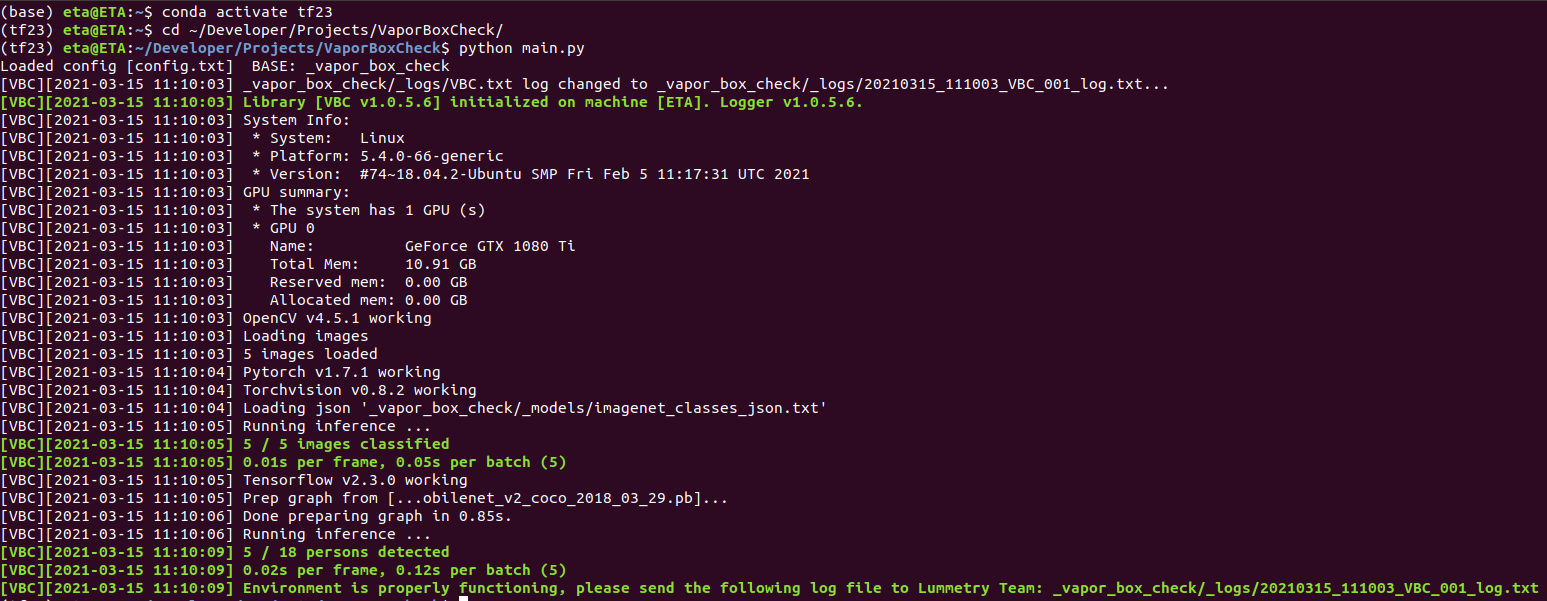 (base) eta@ETA:~$ conda activate tf23
(tf23) eta@ETA:~$ cd ~/Developer/Projects/VaporBoxCheck/
(tf23) eta@ETA:~/Developer/Projects/VaporBoxCheck$ python main.py
Loaded config [config.txt]  BASE: _vapor_box_check
[VBC][2021-03-15 11:10:03] _vapor_box_check/_logs/VBC.txt log changed to _vapor_box_check/_logs/20210315_111003_VBC_001_log.txt...
[VBC][2021-03-15 11:10:03] Library [VBC v1.0.5.6] initialized on machine [ETA]. Logger v1.0.5.6.
[VBC][2021-03-15 11:10:03] System Info:
[VBC][2021-03-15 11:10:03]  * System:   Linux
[VBC][2021-03-15 11:10:03]  * Platform: 5.4.0-66-generic
[VBC][2021-03-15 11:10:03]  * Version:  #74~18.04.2-Ubuntu SMP Fri Feb 5 11:17:31 UTC 2021
[VBC][2021-03-15 11:10:03] GPU summary:
[VBC][2021-03-15 11:10:03]  * The system has 1 GPU (s)
[VBC][2021-03-15 11:10:03]  * GPU 0
[VBC][2021-03-15 11:10:03]    Name:          GeForce GTX 1080 Ti
[VBC][2021-03-15 11:10:03]    Total Mem:     10.91 GB
[VBC][2021-03-15 11:10:03]    Reserved mem:  0.00 GB
[VBC][2021-03-15 11:10:03]    Allocated mem: 0.00 GB
[VBC][2021-03-15 11:10:03] OpenCV v4.5.1 working
[VBC][2021-03-15 11:10:03] Loading images
[VBC][2021-03-15 11:10:03] 5 images loaded
[VBC][2021-03-15 11:10:04] Pytorch v1.7.1 working
[VBC][2021-03-15 11:10:04] Torchvision v0.8.2 working
[VBC][2021-03-15 11:10:04] Loading json '_vapor_box_check/_models/imagenet_classes_json.txt'
[VBC][2021-03-15 11:10:05] Running inference ...
[VBC][2021-03-15 11:10:05] 5 / 5 images classified
[VBC][2021-03-15 11:10:05] 0.01s per frame, 0.05s per batch (5)
[VBC][2021-03-15 11:10:05] Tensorflow v2.3.0 working
[VBC][2021-03-15 11:10:05] Prep graph from [...obilenet_v2_coco_2018_03_29.pb]...
[VBC][2021-03-15 11:10:06] Done preparing graph in 0.85s.
[VBC][2021-03-15 11:10:06] Running inference ...
[VBC][2021-03-15 11:10:09] 5 / 18 persons detected
[VBC][2021-03-15 11:10:09] 0.02s per frame, 0.12s per batch (5)
[VBC][2021-03-15 11:10:09] Environment is properly functioning, please send the following log file to Lummetry Team: _vapor_box_check/_logs/20210315_111003_VBC_001_log.txt